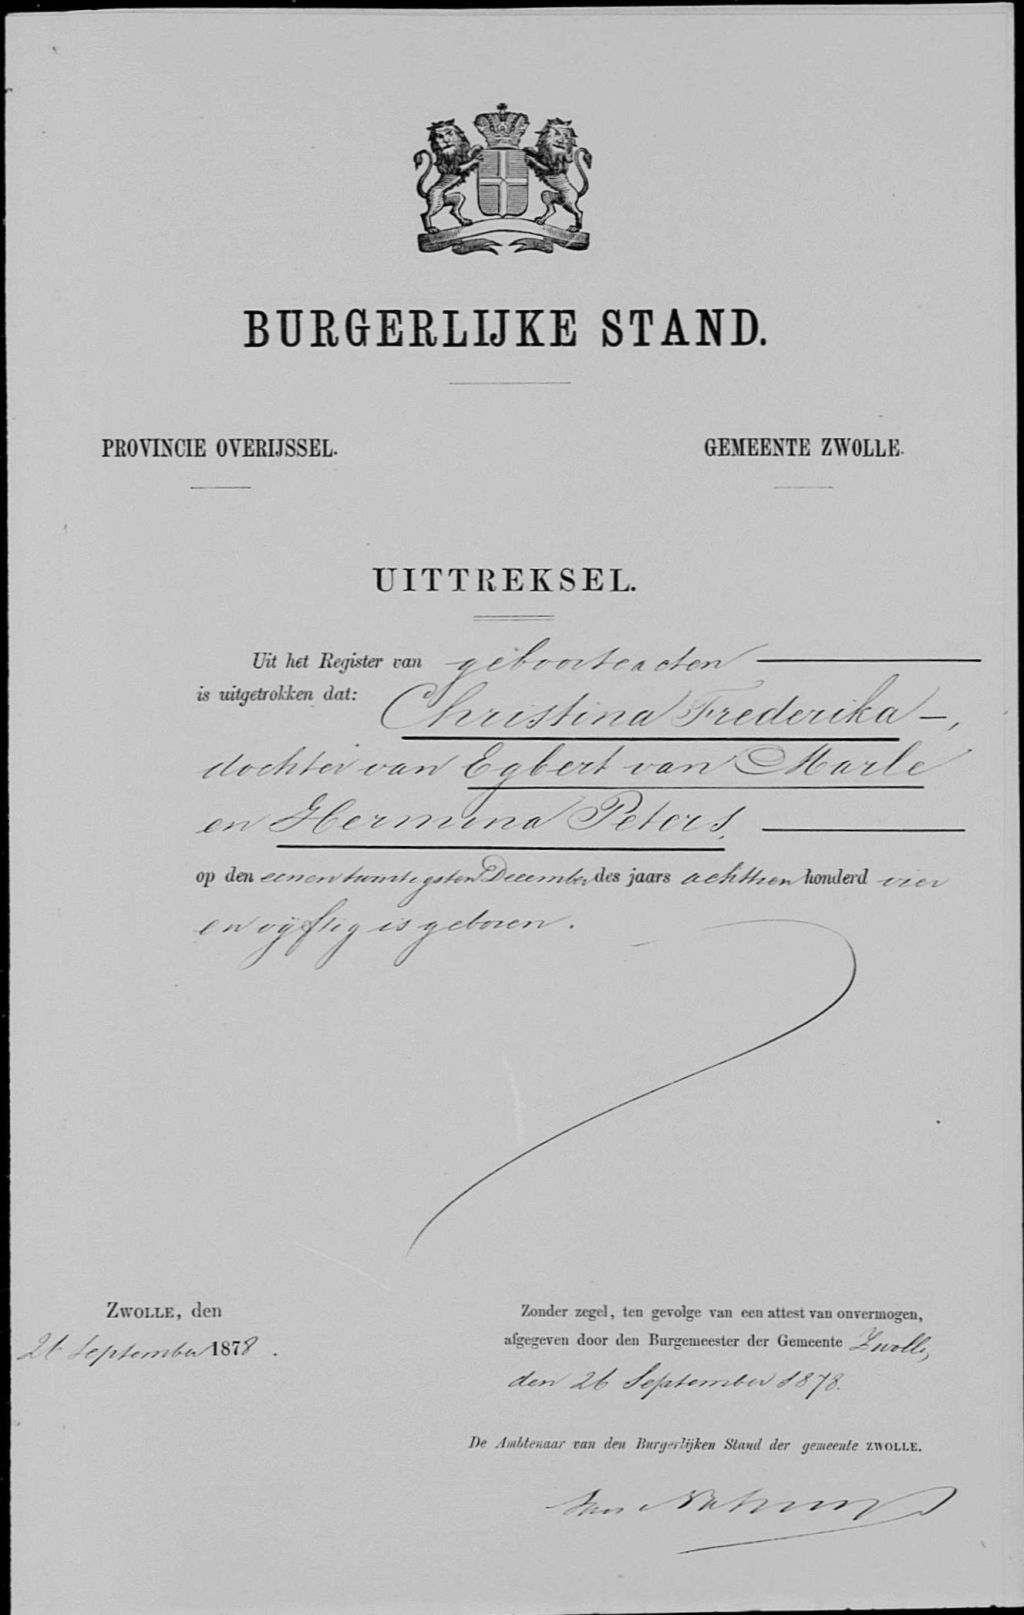 BURGERLIJKE STAND.
PROVINCIE OVERIJSSEL.
GEMEENTE ZWOLLE.
UITTREKSEL.
Uit het Register van geboorteacten
is uitgetrokken dat: Christina Frederika –,
dochter van Egbert van Marle
en Hermina Peters,
op den eenentwintigsten December des jaars achttien honderd vier
en vijftig is geboren.
ZWOLLE, den
26 September 1878.
Zonder zegel, ten gevolge van een attest van onvermogen,
afgegeven door den Burgemeester der Gemeente Zwolle,
den 26 September 1878.
De Ambtenaar van den Burgerlijken Stand der gemeente ZWOLLE.